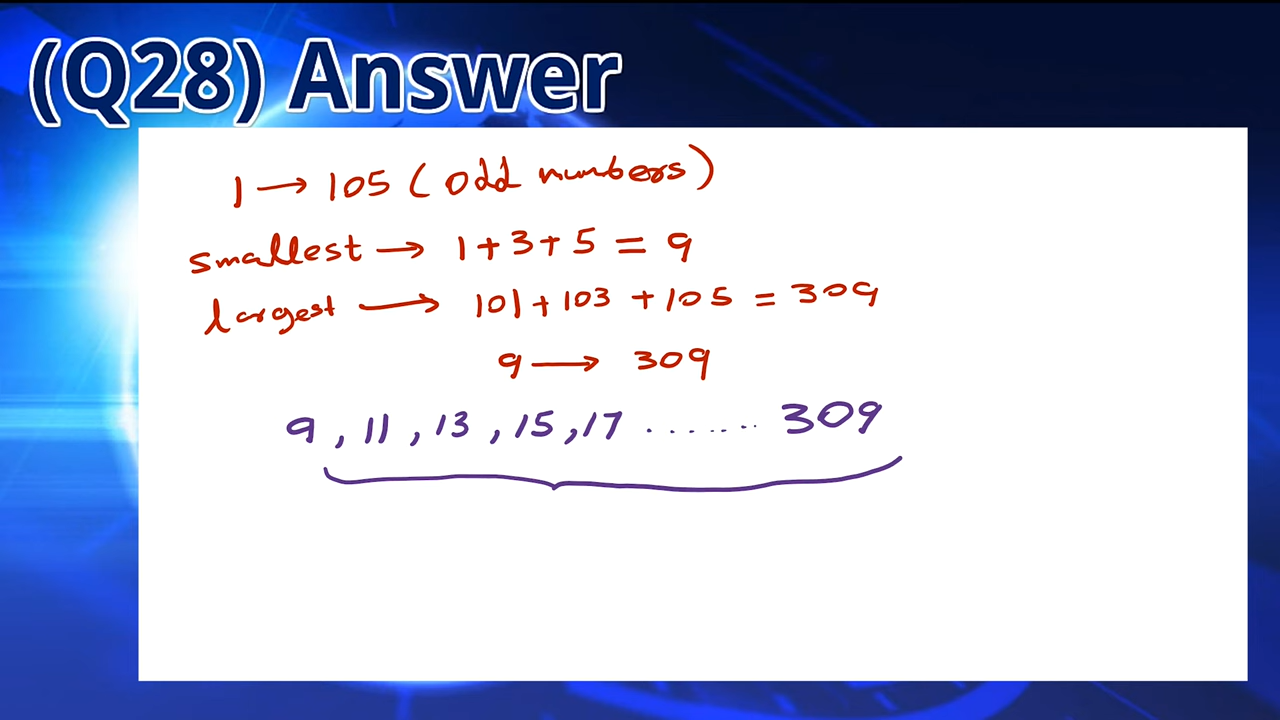 (Q28) Answer
1 → 105 ( odd numbers)
smallest → 1 + 3 + 5 = 9
largest → 101 + 103 + 105 = 309
9 → 309
9 , 11 , 13 , 15 , 17 ...... 309